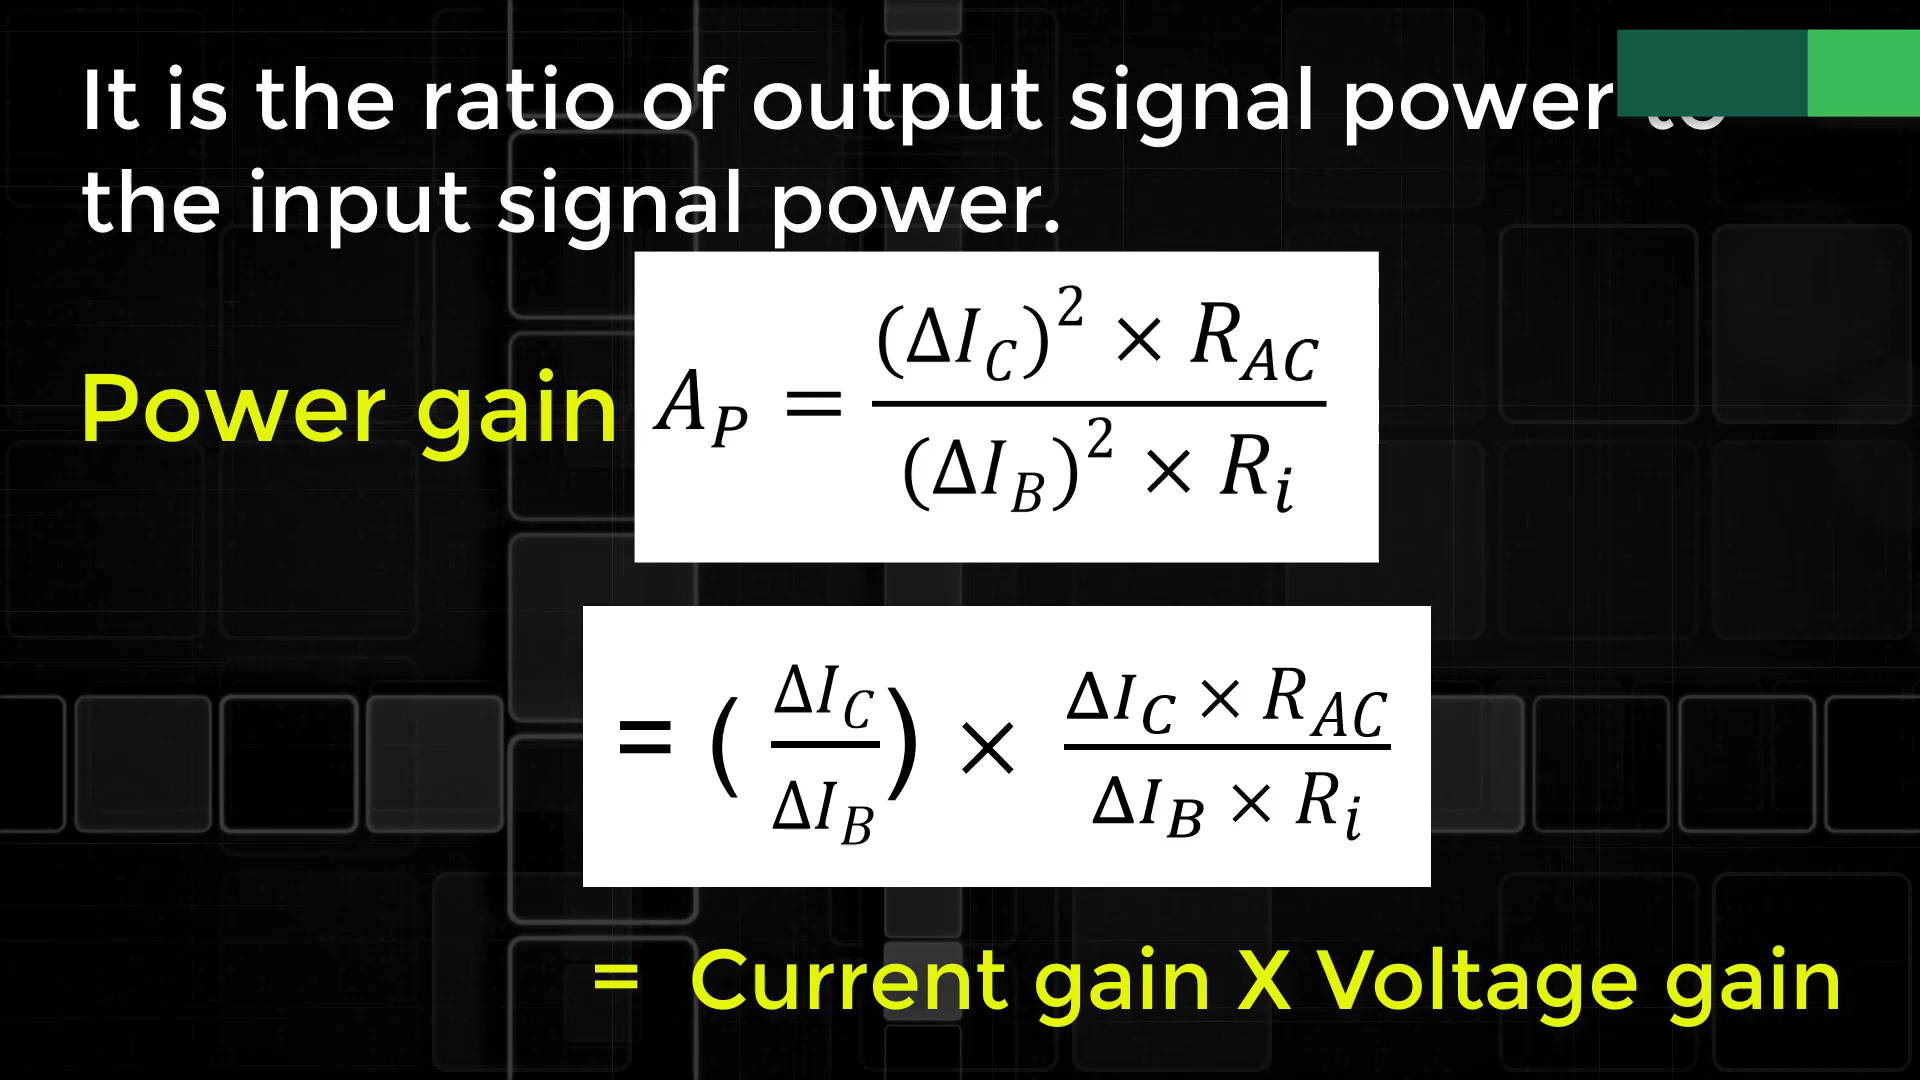 It is the ratio of output signal power to
the input signal power.
Power gain A_P = ((ΔI_C)^2 × R_AC) / ((ΔI_B)^2 × R_i)
= (ΔI_C / ΔI_B) × (ΔI_C × R_AC) / (ΔI_B × R_i)
= Current gain X Voltage gain